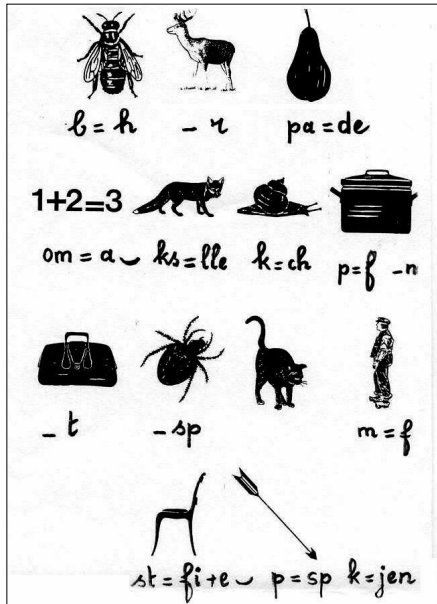 b = h - r pa = de
1+2=3
om = a ‿ ks = lle k = ch p=f -n
- t - sp m = f
st = fi+e ‿ p = sp k = jen